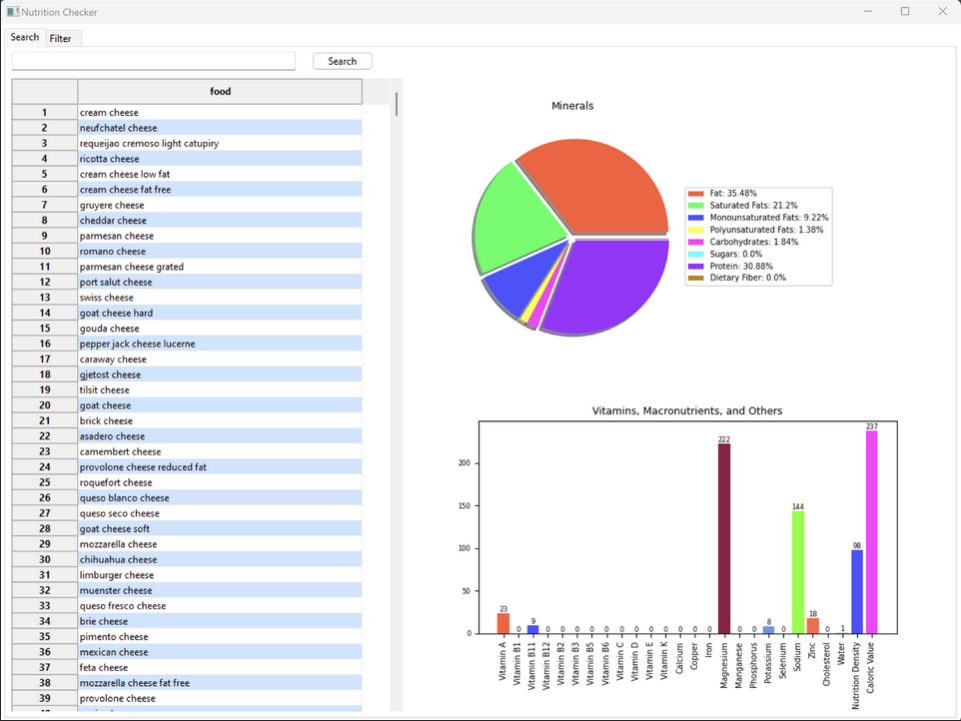 Nutrition Checker
Search Filter
Search
food
1 cream cheese
2 neufchatel cheese
3 requeijao cremoso light catupiry
4 ricotta cheese
5 cream cheese low fat
6 cream cheese fat free
7 gruyere cheese
8 cheddar cheese
9 parmesan cheese
10 romano cheese
11 parmesan cheese grated
12 port salut cheese
13 swiss cheese
14 goat cheese hard
15 gouda cheese
16 pepper jack cheese lucerne
17 caraway cheese
18 gjetost cheese
19 tilsit cheese
20 goat cheese
21 brick cheese
22 asadero cheese
23 camembert cheese
24 provolone cheese reduced fat
25 roquefort cheese
26 queso blanco cheese
27 queso seco cheese
28 goat cheese soft
29 mozzarella cheese
30 chihuahua cheese
31 limburger cheese
32 muenster cheese
33 queso fresco cheese
34 brie cheese
35 pimento cheese
36 mexican cheese
37 feta cheese
38 mozzarella cheese fat free
39 provolone cheese
Minerals
Fat: 35.48%
Saturated Fats: 21.2%
Monounsaturated Fats: 9.22%
Polyunsaturated Fats: 1.38%
Carbohydrates: 1.84%
Sugars: 0.0%
Protein: 30.88%
Dietary Fiber: 0.0%
Vitamins, Macronutrients, and Others
200
150
100
50
0
23 0 9 0 0 0 0 0 0 0 0 0 0 0 0 222 0 0 8 0 144 18 0 1 98 237
Vitamin A
Vitamin B1
Vitamin B11
Vitamin B12
Vitamin B2
Vitamin B3
Vitamin B5
Vitamin B6
Vitamin C
Vitamin D
Vitamin E
Vitamin K
Calcium
Copper
Iron
Magnesium
Manganese
Phosphorus
Potassium
Selenium
Sodium
Zinc
Cholesterol
Water
Nutrition Density
Caloric Value